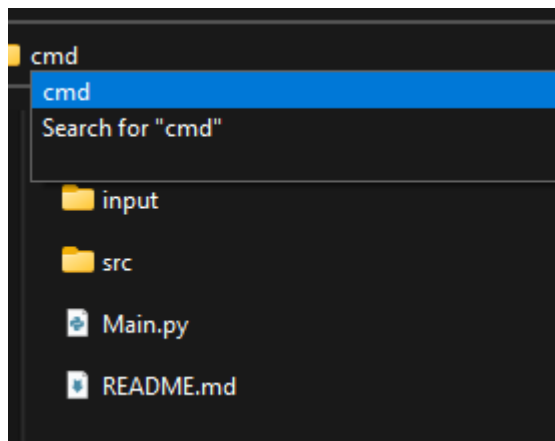 cmd
cmd
Search for "cmd"
input
src
Main.py
README.md